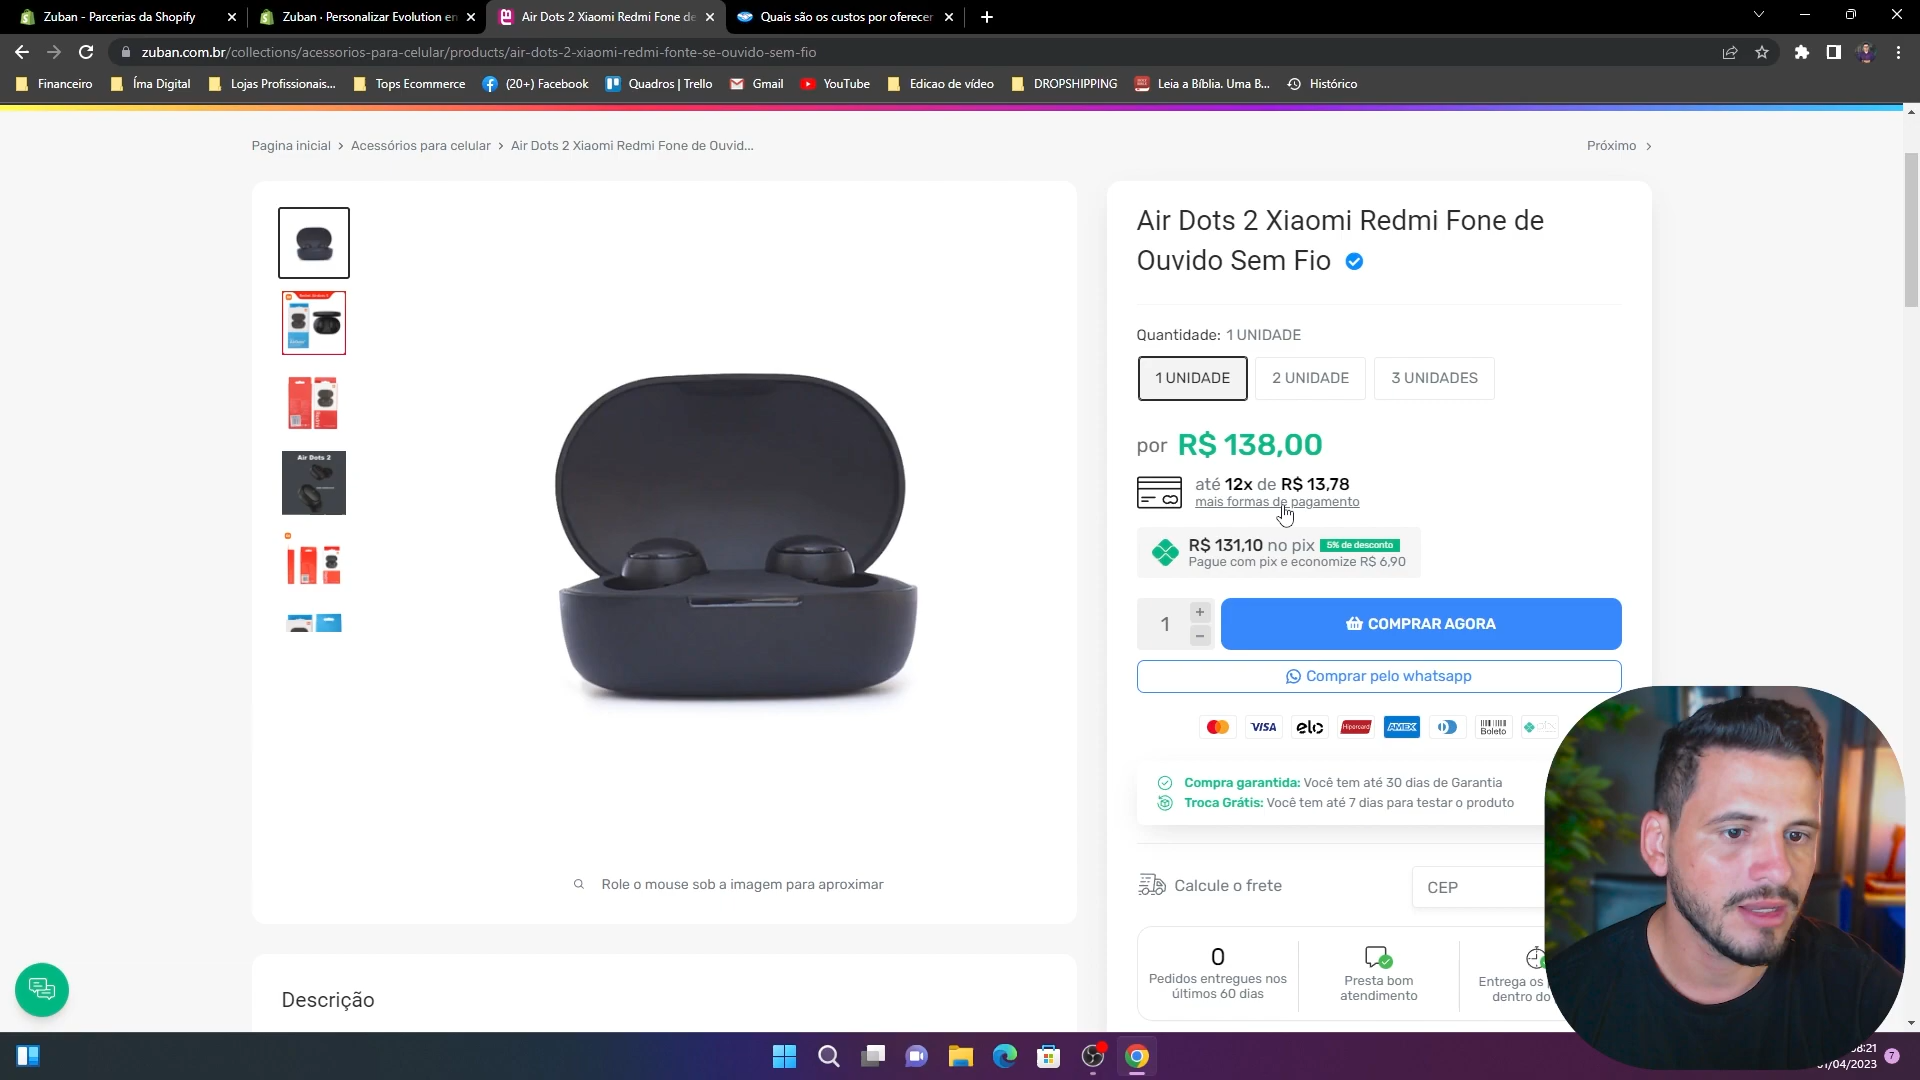 Zuban - Parcerias da Shopify
Zuban · Personalizar Evolution en
Air Dots 2 Xiaomi Redmi Fone de
Quais são os custos por oferecer
zuban.com.br/collections/acessorios-para-celular/products/air-dots-2-xiaomi-redmi-fonte-se-ouvido-sem-fio
Financeiro
Íma Digital
Lojas Profissionais...
Tops Ecommerce
(20+) Facebook
Quadros | Trello
Gmail
YouTube
Edicao de vídeo
DROPSHIPPING
Leia a Bíblia. Uma B...
Histórico
Pagina inicial > Acessórios para celular > Air Dots 2 Xiaomi Redmi Fone de Ouvid...
Próximo >
Air Dots 2 Xiaomi Redmi Fone de
Ouvido Sem Fio
Quantidade: 1 UNIDADE
1 UNIDADE
2 UNIDADE
3 UNIDADES
por R$ 138,00
até 12x de R$ 13,78
mais formas de pagamento
R$ 131,10 no pix 5% de desconto
Pague com pix e economize R$ 6,90
1
+
−
COMPRAR AGORA
Comprar pelo whatsapp
VISA
elo
Hipercard
AMEX
Boleto
Compra garantida: Você tem até 30 dias de Garantia
Troca Grátis: Você tem até 7 dias para testar o produto
Calcule o frete
CEP
0
Pedidos entregues nos
últimos 60 dias
Presta bom
atendimento
Entrega os
dentro do
Air Dots 2
Role o mouse sob a imagem para aproximar
Descrição
8:21
/04/2023
7